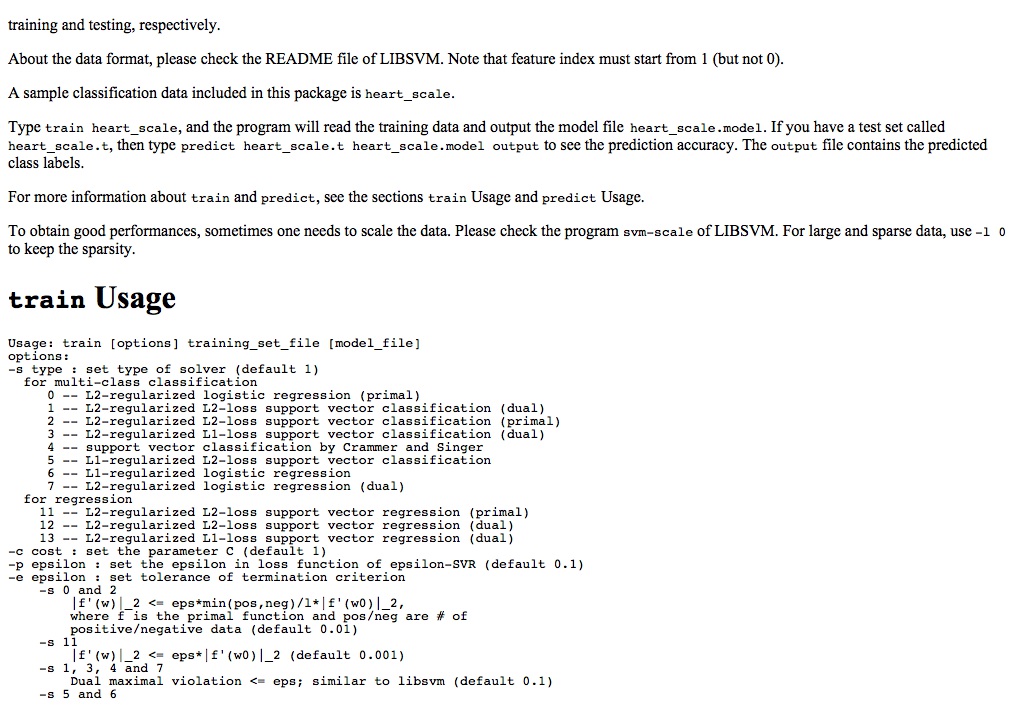 training and testing, respectively.
About the data format, please check the README file of LIBSVM. Note that feature index must start from 1 (but not 0).
A sample classification data included in this package is heart_scale.
Type train heart_scale, and the program will read the training data and output the model file heart_scale.model. If you have a test set called
heart_scale.t, then type predict heart_scale.t heart_scale.model output to see the prediction accuracy. The output file contains the predicted
class labels.
For more information about train and predict, see the sections train Usage and predict Usage.
To obtain good performances, sometimes one needs to scale the data. Please check the program svm-scale of LIBSVM. For large and sparse data, use -l 0
to keep the sparsity.
train Usage
Usage: train [options] training_set_file [model_file]
options:
-s type : set type of solver (default 1)
  for multi-class classification
     0 -- L2-regularized logistic regression (primal)
     1 -- L2-regularized L2-loss support vector classification (dual)
     2 -- L2-regularized L2-loss support vector classification (primal)
     3 -- L2-regularized L1-loss support vector classification (dual)
     4 -- support vector classification by Crammer and Singer
     5 -- L1-regularized L2-loss support vector classification
     6 -- L1-regularized logistic regression
     7 -- L2-regularized logistic regression (dual)
  for regression
    11 -- L2-regularized L2-loss support vector regression (primal)
    12 -- L2-regularized L2-loss support vector regression (dual)
    13 -- L2-regularized L1-loss support vector regression (dual)
-c cost : set the parameter C (default 1)
-p epsilon : set the epsilon in loss function of epsilon-SVR (default 0.1)
-e epsilon : set tolerance of termination criterion
    -s 0 and 2
        |f'(w)|_2 <= eps*min(pos,neg)/l*|f'(w0)|_2,
        where f is the primal function and pos/neg are # of
        positive/negative data (default 0.01)
    -s 11
        |f'(w)|_2 <= eps*|f'(w0)|_2 (default 0.001)
    -s 1, 3, 4 and 7
        Dual maximal violation <= eps; similar to libsvm (default 0.1)
    -s 5 and 6